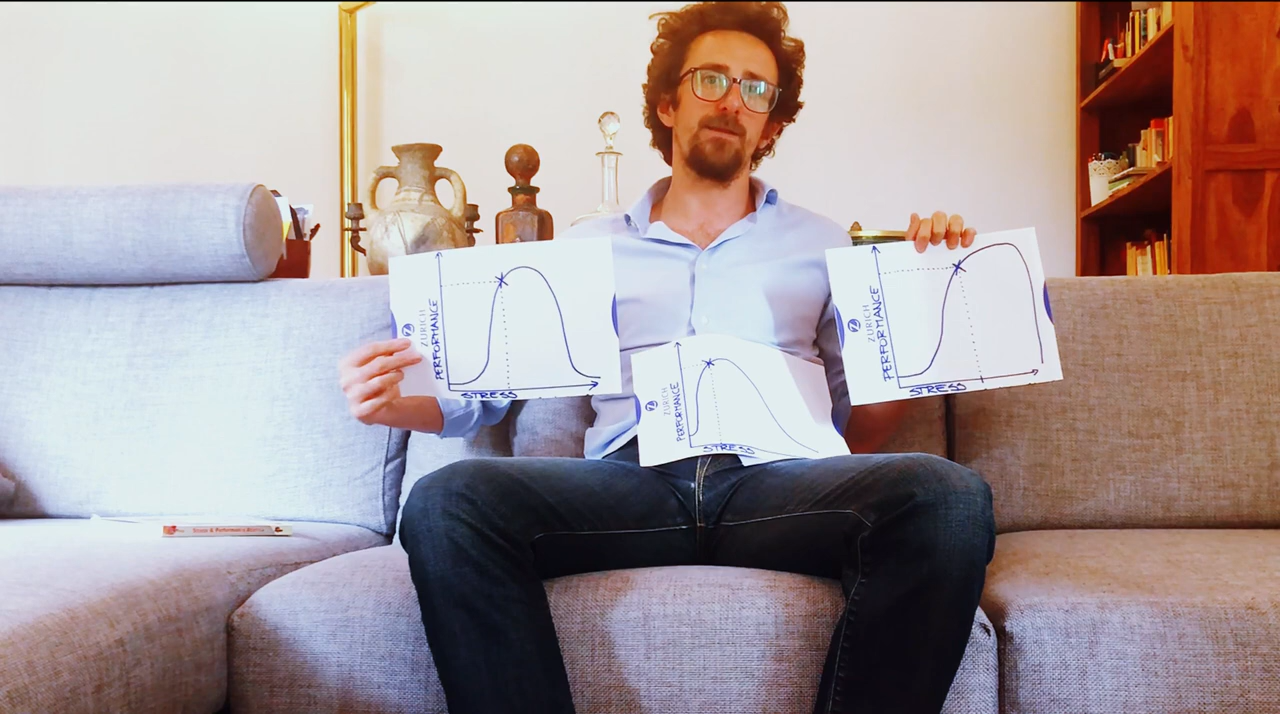 ZURICH
PERFORMANCE
STRESS
ZURICH
PERFORMANCE
STRESS
ZURICH
PERFORMANCE
STRESS